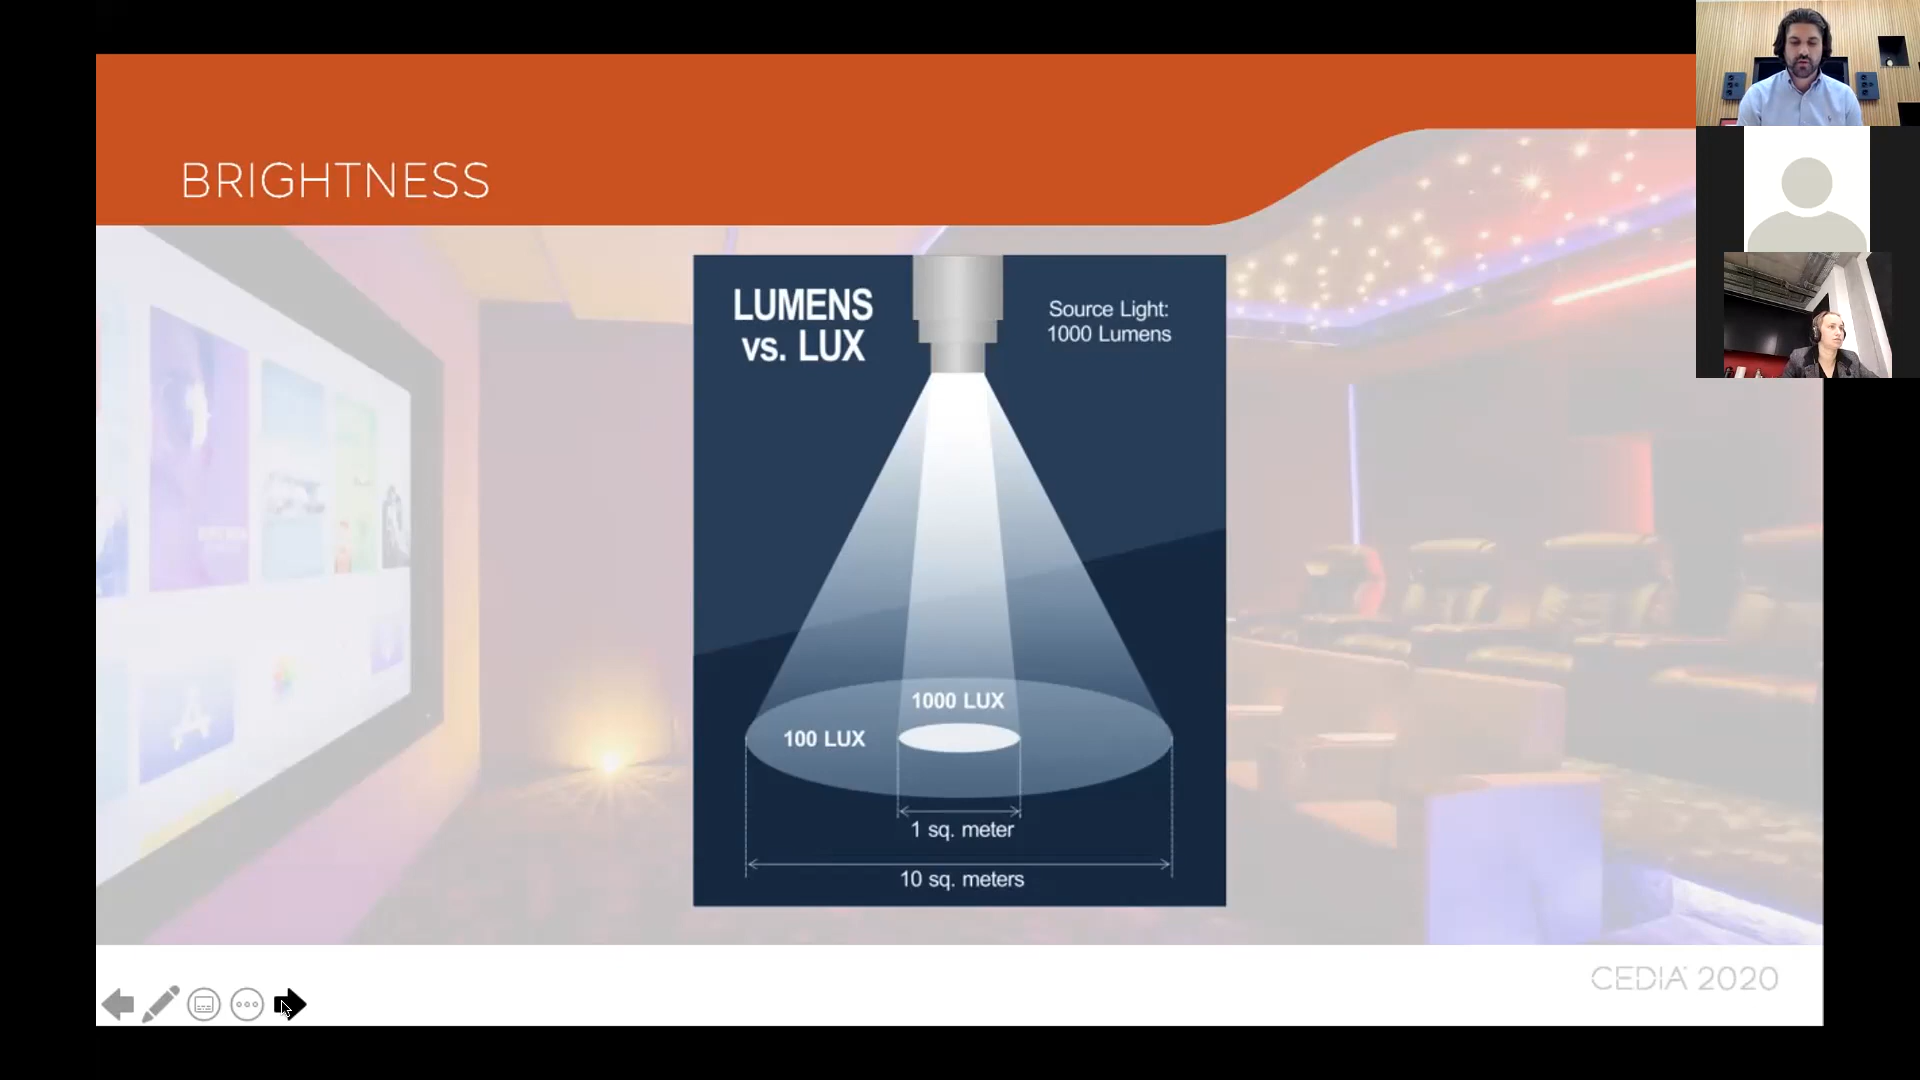 BRIGHTNESS
LUMENS
vs. LUX
Source Light:
1000 Lumens
1000 LUX
100 LUX
1 sq. meter
10 sq. meters
CEDIA 2020